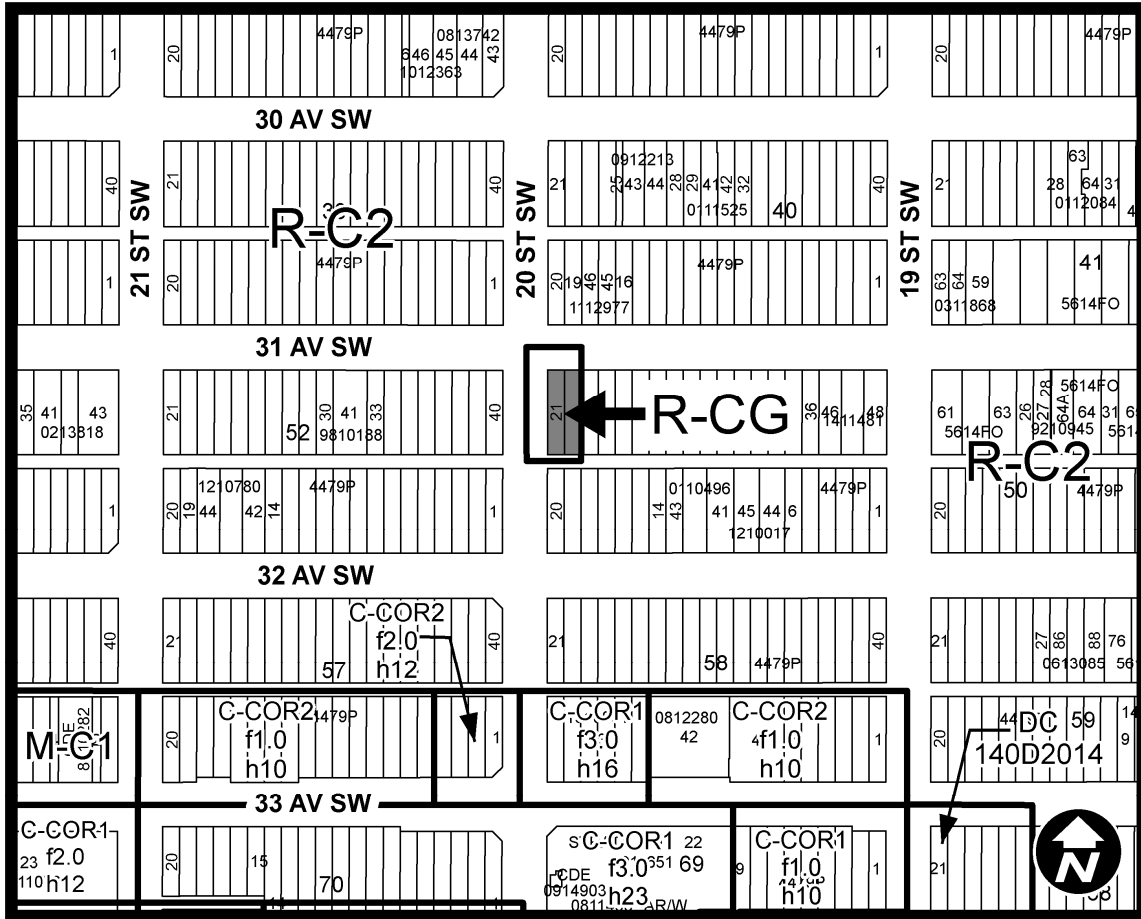 1
20
4479P
0813742
646 45 44
43
1012363
20
4479P
1
20
4479P
30 AV SW
40
21
40
21
0912213
25 43 44 28 29 41 42 32
0111525
40
40
21
63
28 64 31
0112084
21 ST SW
R-C2
20 ST SW
19 ST SW
1
20
4479P
1
20 19 46 45 16
1112977
4479P
1
63 64 59
0311868
41
5614FO
31 AV SW
35 41 43
0213818
21
52
30 41 33
9810188
40
21
R-CG
36 46 48
1411481
61 63 26 27 28 64A 64 31
5614FO
5614FO
9210945
R-C2
1
20 19 44 42 14
1210780
4479P
1
20
14 43 41 45 44 6
0110496
1210017
4479P
1
20
50
4479P
32 AV SW
40
21
57
C-COR2
f2.0
h12
40
21
58
4479P
40
21
27 86 88 76
0613085
M-C1
20
C-COR2
f1.0
h10
1
C-COR1
f3.0
h16
0812280
42
C-COR2
f1.0
h10
1
20
59
DC
140D2014
9
33 AV SW
C-COR1
23 f2.0
h12
20
15
70
C-COR1
22
f3.0
69
h23
CDE
0914903
R/W
9
C-COR1
f1.0
h10
1
21
N